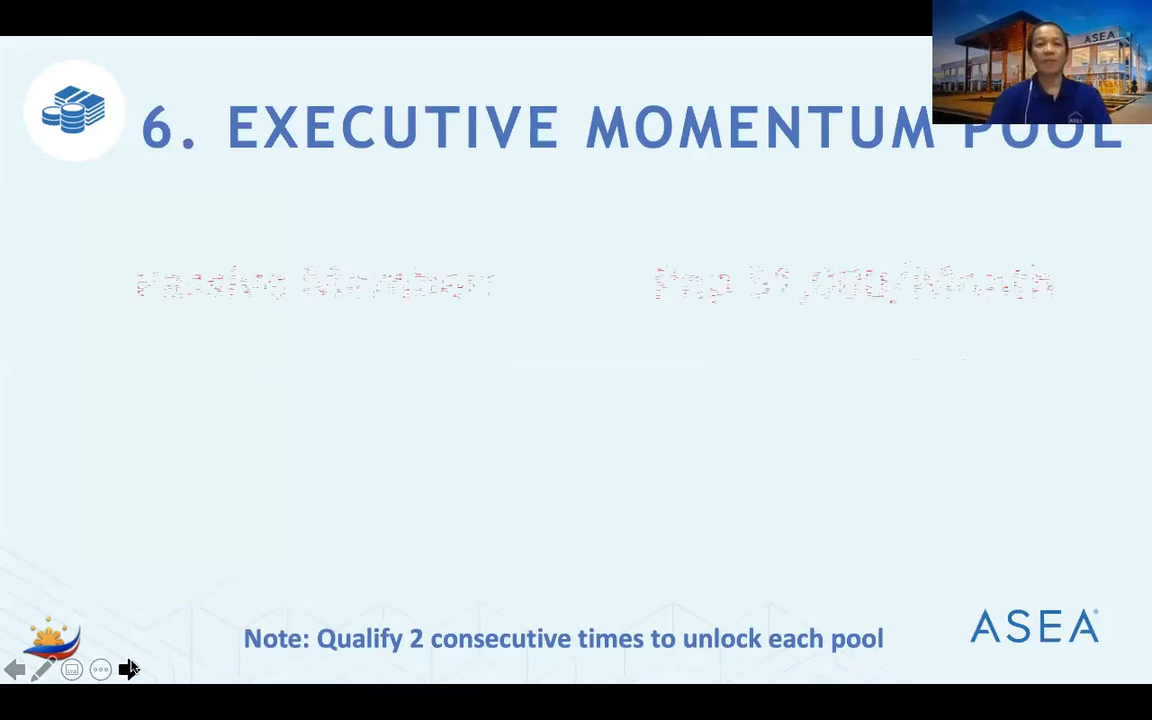 ASEA
6. EXECUTIVE MOMENTUM POOL
Note: Qualify 2 consecutive times to unlock each pool
ASEA®